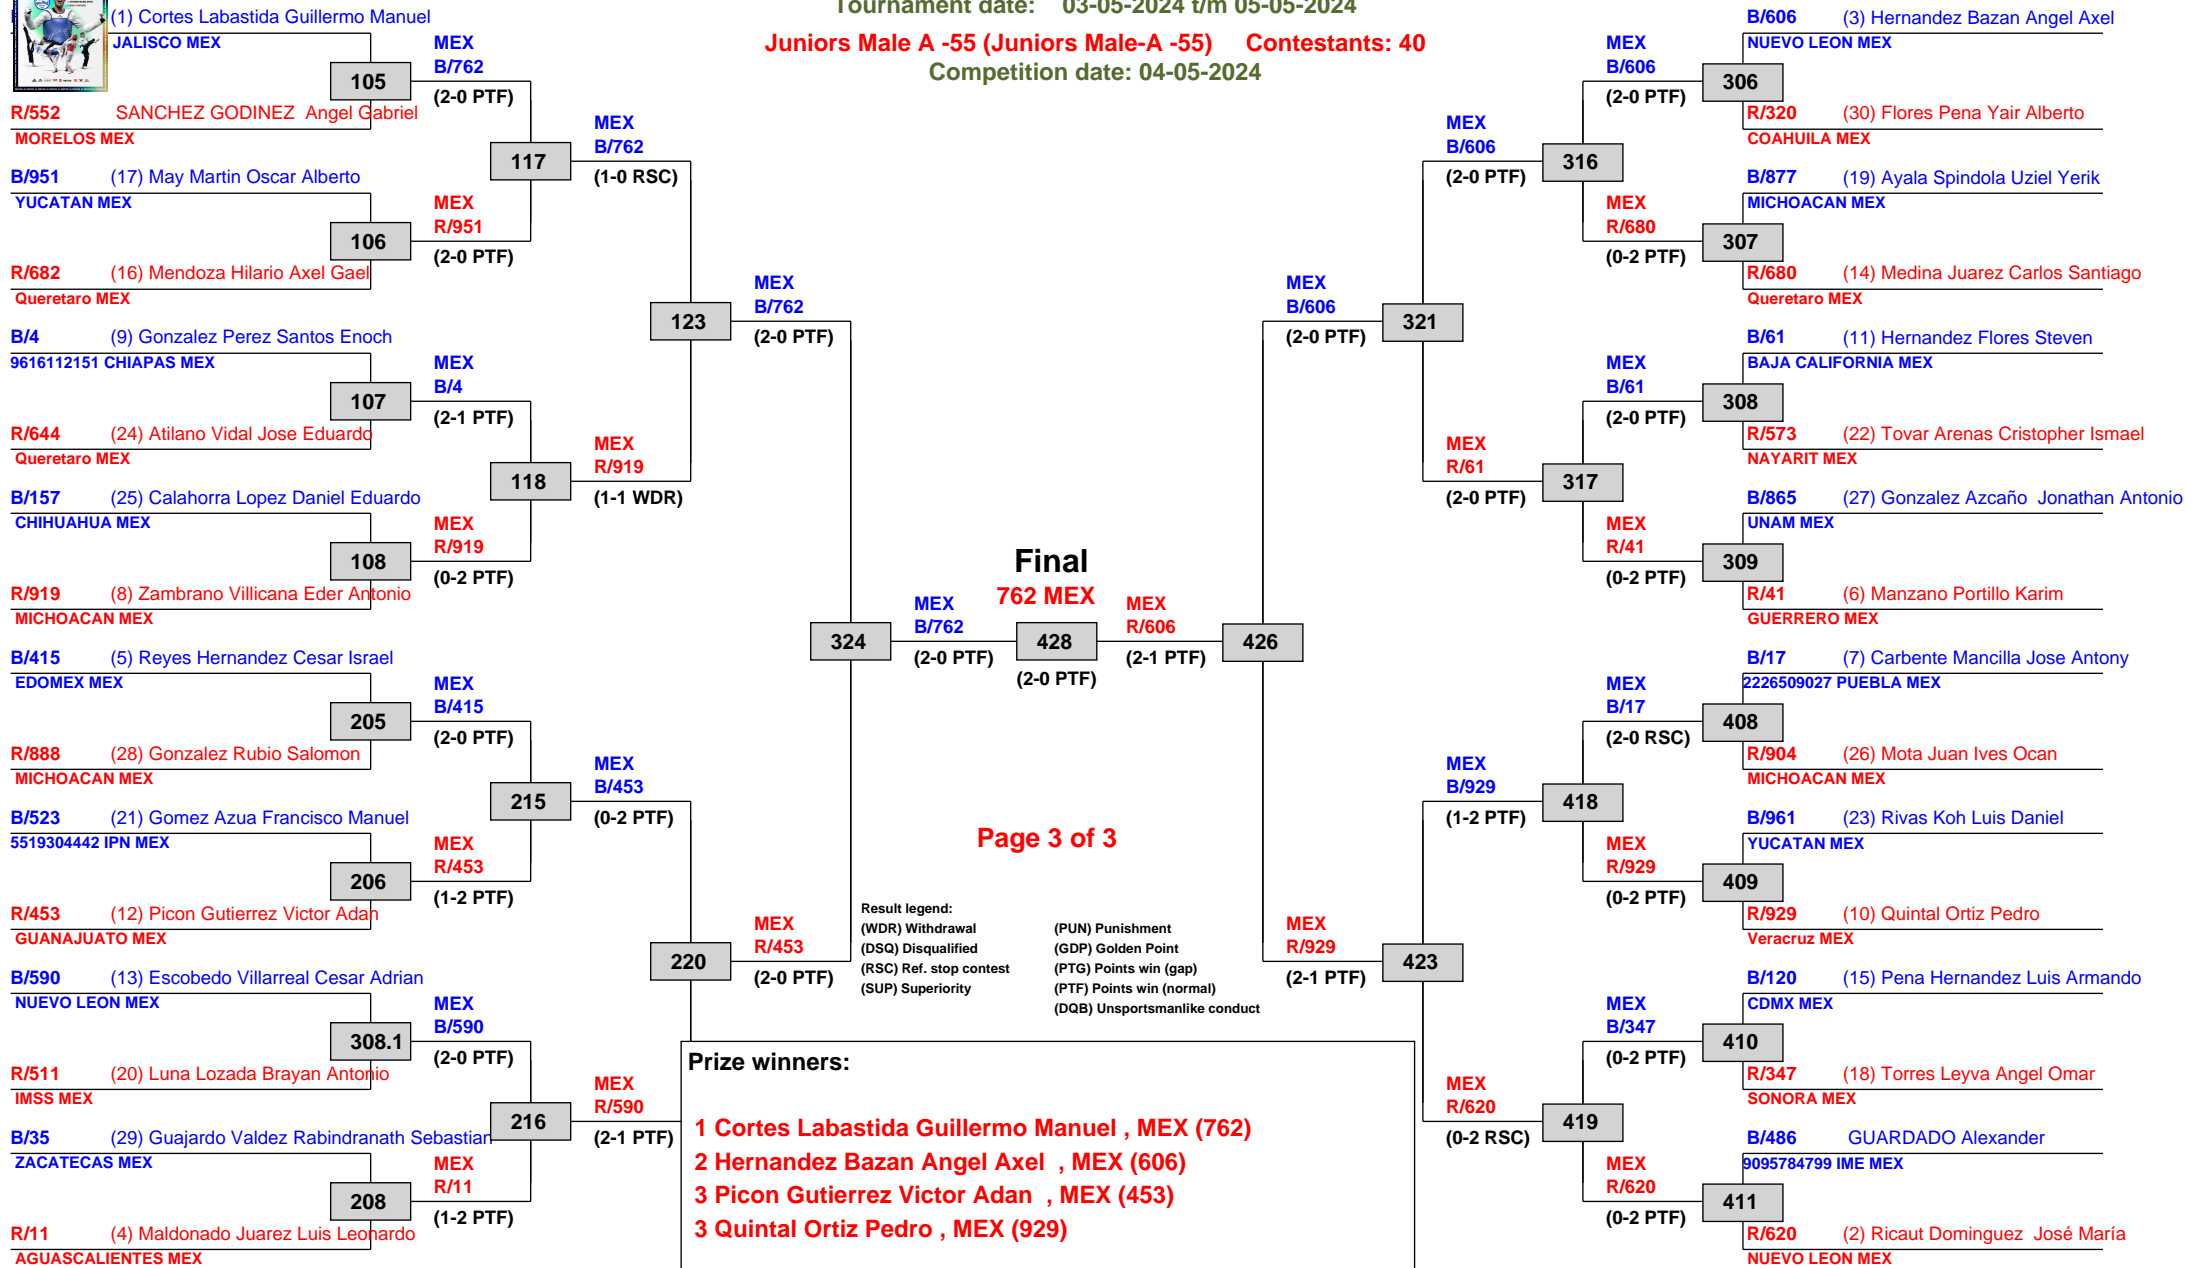 Tournament date: 03-05-2024 t/m 05-05-2024
Juniors Male A -55 (Juniors Male-A -55) Contestants: 40
Competition date: 04-05-2024
(1) Cortes Labastida Guillermo Manuel
JALISCO MEX
105
R/552 SANCHEZ GODINEZ Angel Gabriel
MORELOS MEX
B/951 (17) May Martin Oscar Alberto
YUCATAN MEX
106
R/682 (16) Mendoza Hilario Axel Gael
Queretaro MEX
B/4 (9) Gonzalez Perez Santos Enoch
9616112151 CHIAPAS MEX
107
R/644 (24) Atilano Vidal Jose Eduardo
Queretaro MEX
B/157 (25) Calahorra Lopez Daniel Eduardo
CHIHUAHUA MEX
108
R/919 (8) Zambrano Villicana Eder Antonio
MICHOACAN MEX
B/415 (5) Reyes Hernandez Cesar Israel
EDOMEX MEX
205
R/888 (28) Gonzalez Rubio Salomon
MICHOACAN MEX
B/523 (21) Gomez Azua Francisco Manuel
5519304442 IPN MEX
206
R/453 (12) Picon Gutierrez Victor Adan
GUANAJUATO MEX
B/590 (13) Escobedo Villarreal Cesar Adrian
NUEVO LEON MEX
308.1
R/511 (20) Luna Lozada Brayan Antonio
IMSS MEX
B/35 (29) Guajardo Valdez Rabindranath Sebastian
ZACATECAS MEX
208
R/11 (4) Maldonado Juarez Luis Leonardo
AGUASCALIENTES MEX
MEX
B/762
(2-0 PTF)
117
MEX
R/951
(2-0 PTF)
MEX
B/4
(2-1 PTF)
118
MEX
R/919
(0-2 PTF)
MEX
B/415
(2-0 PTF)
215
MEX
R/453
(1-2 PTF)
MEX
B/590
(2-0 PTF)
216
MEX
R/11
(1-2 PTF)
MEX
B/762
(1-0 RSC)
123
MEX
R/919
(1-1 WDR)
MEX
B/453
(0-2 PTF)
220
MEX
R/590
(2-1 PTF)
MEX
B/762
(2-0 PTF)
324
MEX
R/453
(2-0 PTF)
MEX
B/762
(2-0 PTF)
Final
762 MEX
428
(2-0 PTF)
MEX
R/606
(2-1 PTF)
426
MEX
B/606
(2-0 PTF)
321
MEX
R/929
(2-1 PTF)
423
MEX
B/606
(2-0 PTF)
316
MEX
R/61
(2-0 PTF)
317
MEX
B/929
(1-2 PTF)
418
MEX
R/620
(0-2 RSC)
419
MEX
B/606
(2-0 PTF)
MEX
R/680
(0-2 PTF)
MEX
B/61
(2-0 PTF)
MEX
R/41
(0-2 PTF)
MEX
B/17
(2-0 RSC)
MEX
R/929
(0-2 PTF)
MEX
B/347
(0-2 PTF)
MEX
R/620
(0-2 PTF)
B/606 (3) Hernandez Bazan Angel Axel
NUEVO LEON MEX
306
R/320 (30) Flores Pena Yair Alberto
COAHUILA MEX
B/877 (19) Ayala Spindola Uziel Yerik
MICHOACAN MEX
307
R/680 (14) Medina Juarez Carlos Santiago
Queretaro MEX
B/61 (11) Hernandez Flores Steven
BAJA CALIFORNIA MEX
308
R/573 (22) Tovar Arenas Cristopher Ismael
NAYARIT MEX
B/865 (27) Gonzalez Azcaño Jonathan Antonio
UNAM MEX
309
R/41 (6) Manzano Portillo Karim
GUERRERO MEX
B/17 (7) Carbente Mancilla Jose Antony
2226509027 PUEBLA MEX
408
R/904 (26) Mota Juan Ives Ocan
MICHOACAN MEX
B/961 (23) Rivas Koh Luis Daniel
YUCATAN MEX
409
R/929 (10) Quintal Ortiz Pedro
Veracruz MEX
B/120 (15) Pena Hernandez Luis Armando
CDMX MEX
410
R/347 (18) Torres Leyva Angel Omar
SONORA MEX
B/486 GUARDADO Alexander
9095784799 IME MEX
411
R/620 (2) Ricaut Dominguez José María
NUEVO LEON MEX
Page 3 of 3
Result legend:
(WDR) Withdrawal
(DSQ) Disqualified
(RSC) Ref. stop contest
(SUP) Superiority
(PUN) Punishment
(GDP) Golden Point
(PTG) Points win (gap)
(PTF) Points win (normal)
(DQB) Unsportsmanlike conduct
Prize winners:
1 Cortes Labastida Guillermo Manuel , MEX (762)
2 Hernandez Bazan Angel Axel , MEX (606)
3 Picon Gutierrez Victor Adan , MEX (453)
3 Quintal Ortiz Pedro , MEX (929)